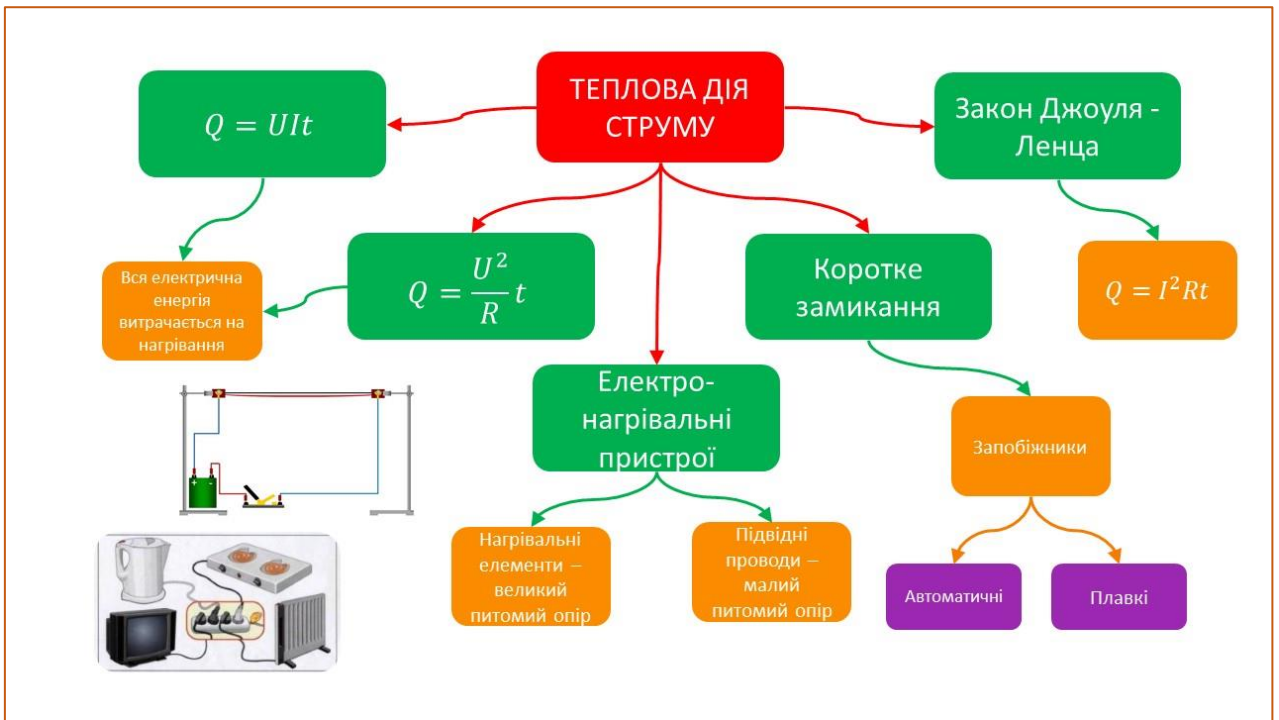 ТЕПЛОВА ДІЯ
СТРУМУ
Q = UIt
Закон Джоуля -
Ленца
Вся електрична
енергія
витрачається на
нагрівання
Q = U²/R t
Коротке
замикання
Q = I²Rt
Електро-
нагрівальні
пристрої
Запобіжники
Нагрівальні
елементи –
великий
питомий опір
Підвідні
проводи –
малий
питомий опір
Автоматичні
Плавкі